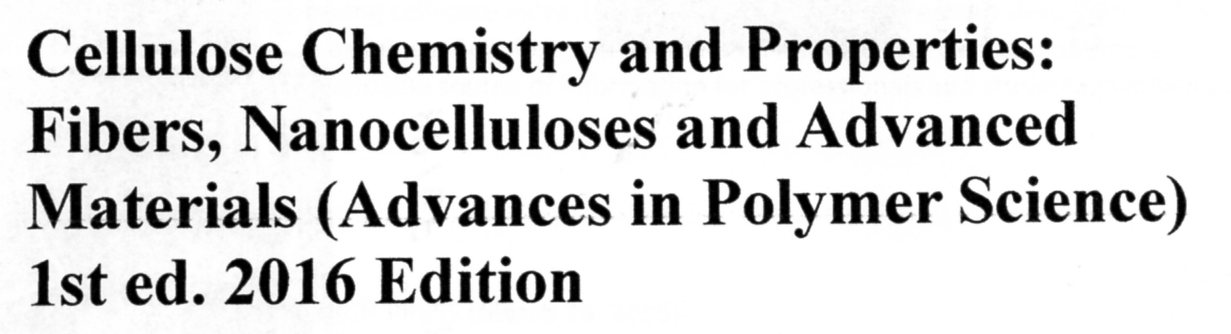 Cellulose Chemistry and Properties:
Fibers, Nanocelluloses and Advanced
Materials (Advances in Polymer Science)
1st ed. 2016 Edition